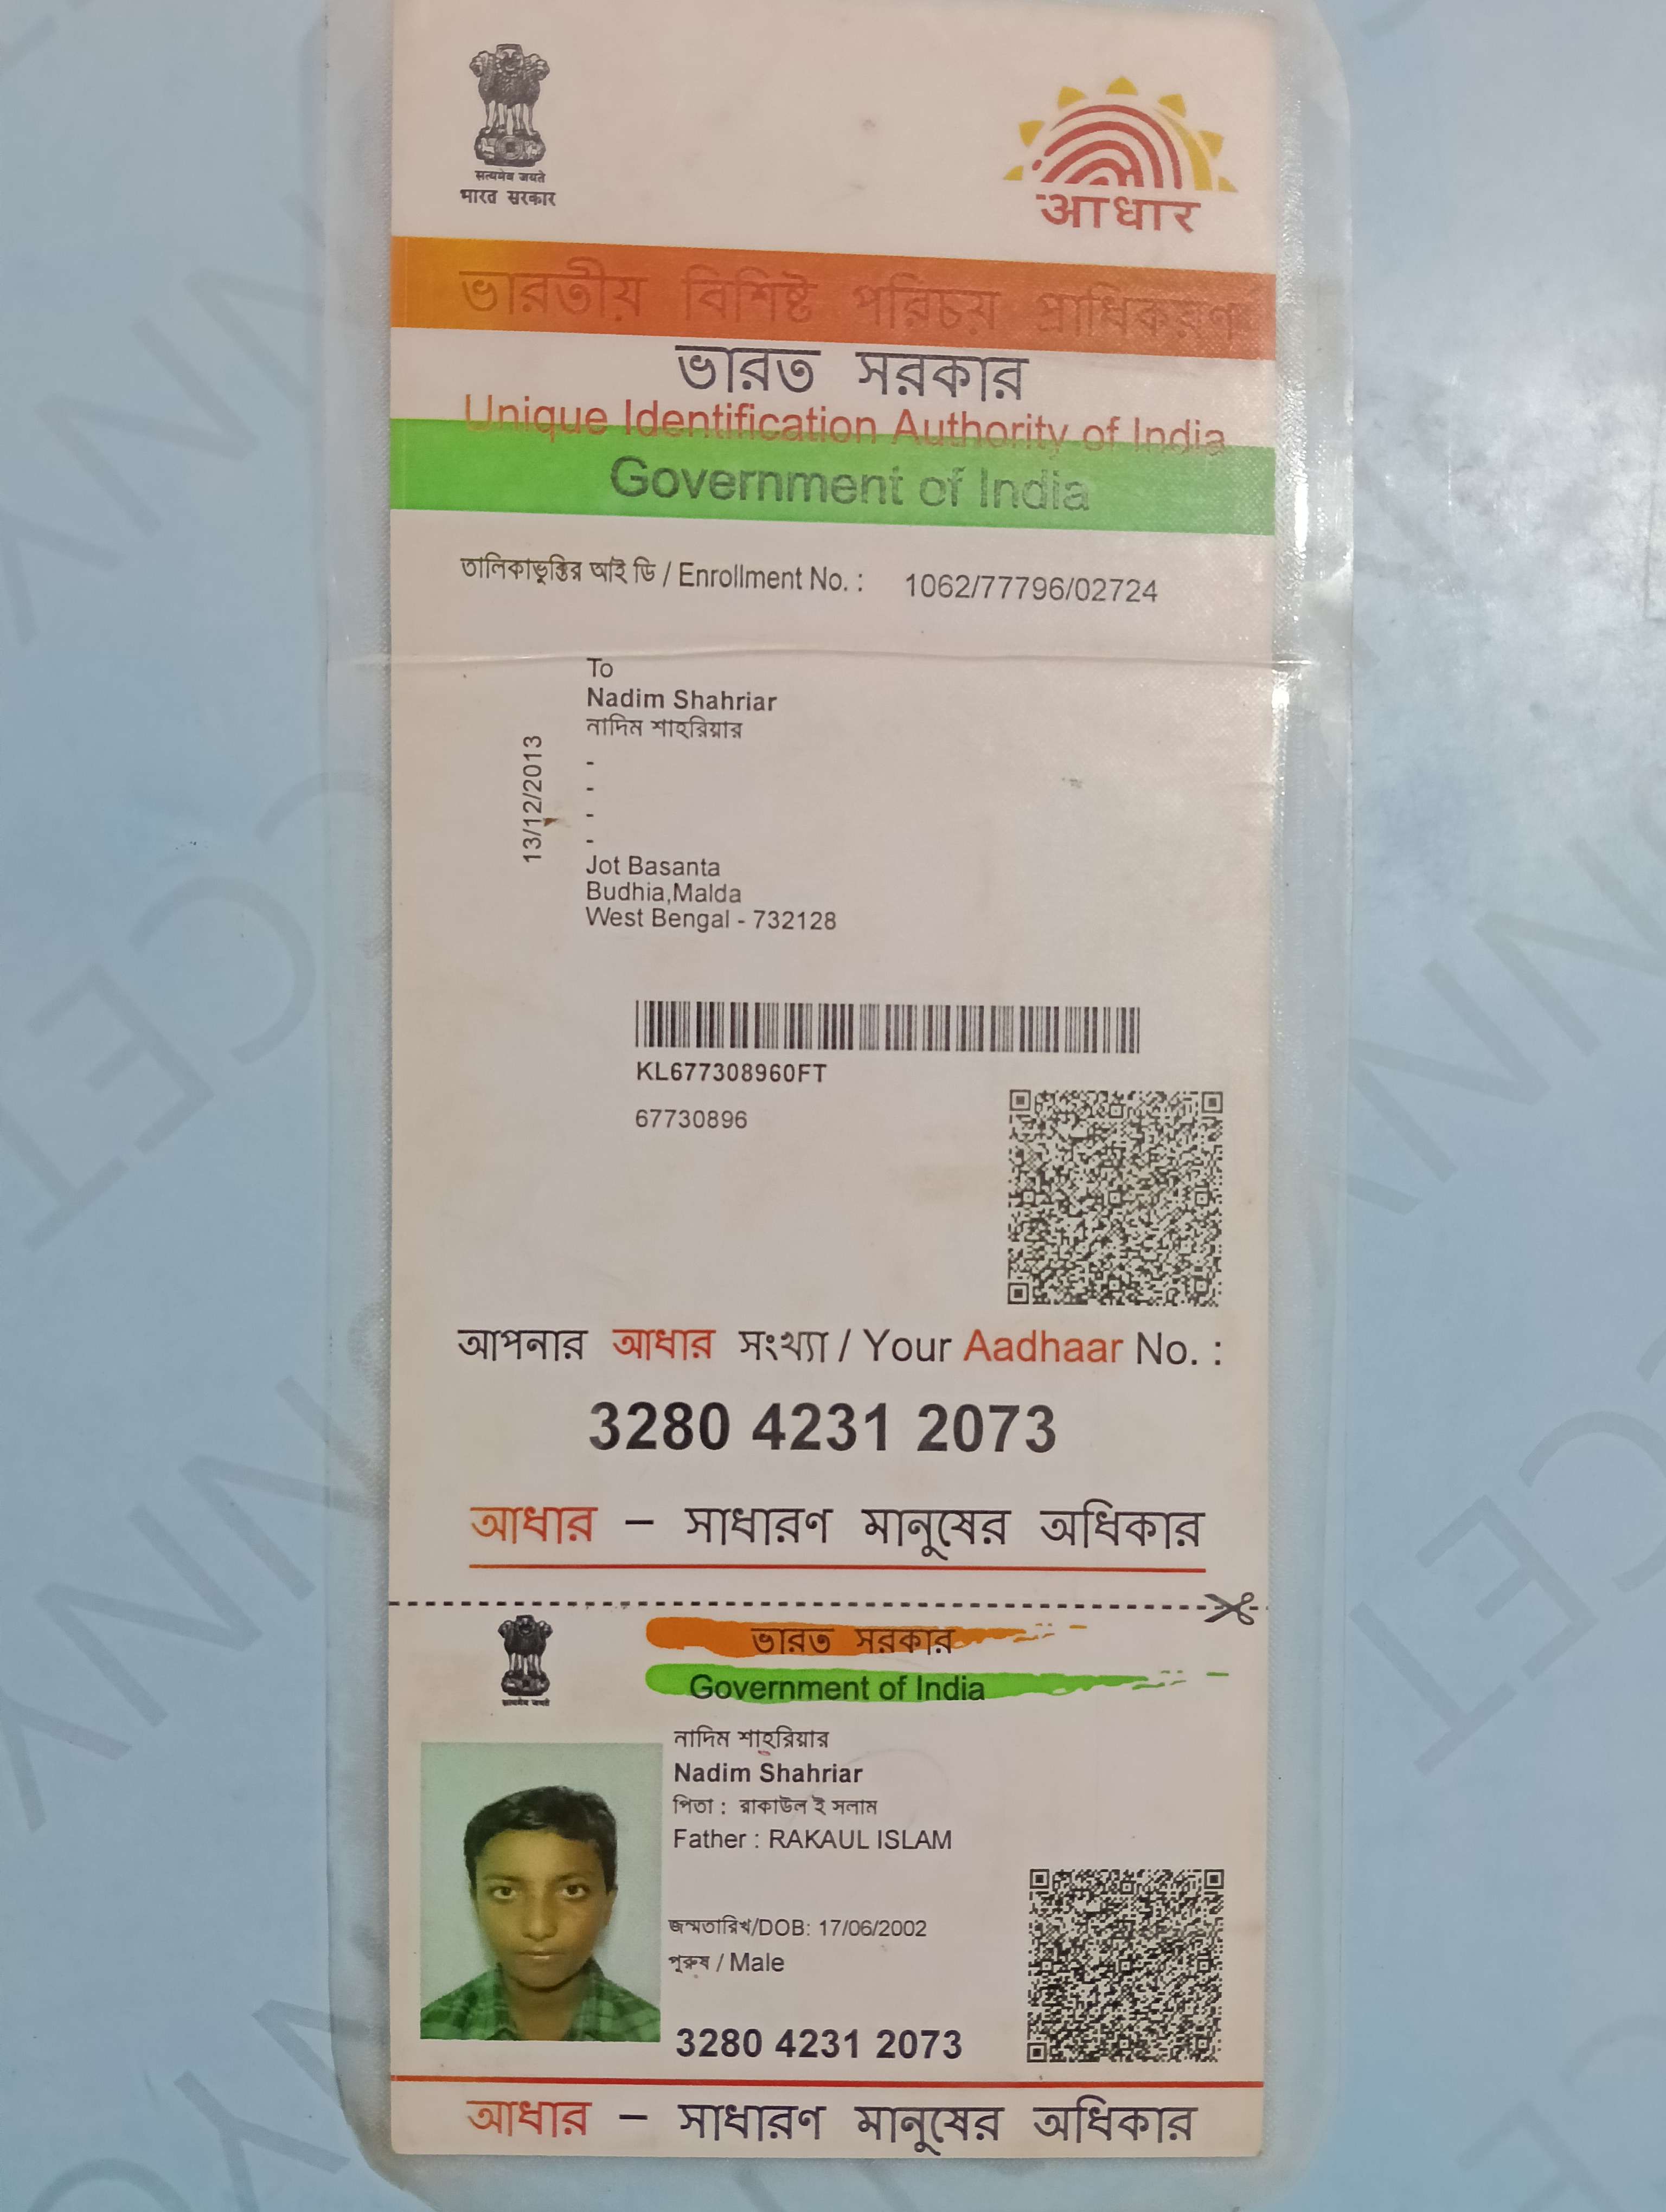 सत्यमेव जयते
भारत सरकार
आधार
ভারতীয় বিশিষ্ট পরিচয় প্রাধিকরণ
ভারত সরকার
Unique Identification Authority of India
Government of India
তালিকাভুক্তির আই ডি / Enrollment No. : 1062/77796/02724
To
Nadim Shahriar
নাদিম শাহরিয়ার
-
-
-
-
Jot Basanta
Budhia,Malda
West Bengal - 732128
13/12/2013
KL677308960FT
67730896
আপনার আধার সংখ্যা / Your Aadhaar No. :
3280 4231 2073
আধার – সাধারণ মানুষের অধিকার
ভারত সরকার
Government of India
सत्यमेव जयते
নাদিম শাহরিয়ার
Nadim Shahriar
পিতা : রাকাউল ই সলাম
Father : RAKAUL ISLAM
জন্মতারিখ/DOB: 17/06/2002
পুরুষ / Male
3280 4231 2073
আধার – সাধারণ মানুষের অধিকার